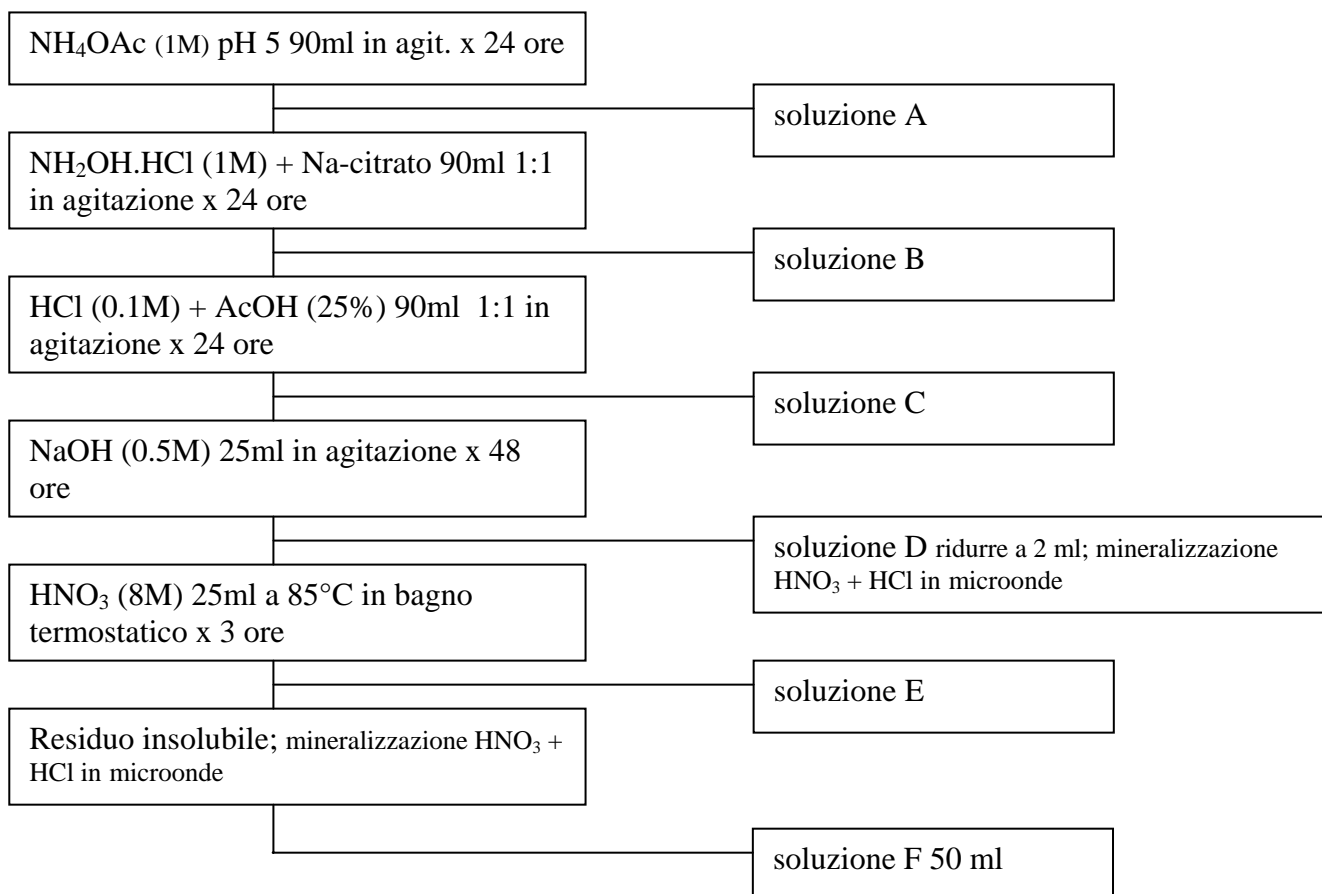 NH₄OAc (1M) pH 5 90ml in agit. x 24 ore
soluzione A
NH₂OH.HCl (1M) + Na-citrato 90ml 1:1
in agitazione x 24 ore
soluzione B
HCl (0.1M) + AcOH (25%) 90ml 1:1 in
agitazione x 24 ore
soluzione C
NaOH (0.5M) 25ml in agitazione x 48
ore
soluzione D ridurre a 2 ml; mineralizzazione
HNO₃ + HCl in microonde
HNO₃ (8M) 25ml a 85°C in bagno
termostatico x 3 ore
soluzione E
Residuo insolubile; mineralizzazione HNO₃ +
HCl in microonde
soluzione F 50 ml